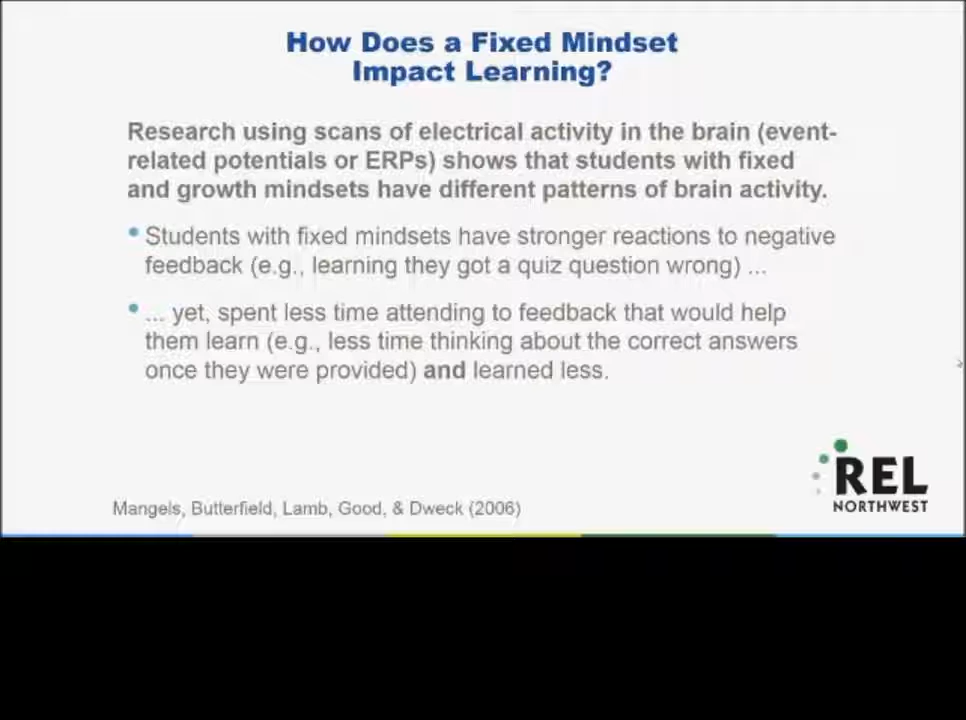 How Does a Fixed Mindset
Impact Learning?
Research using scans of electrical activity in the brain (event-
related potentials or ERPs) shows that students with fixed
and growth mindsets have different patterns of brain activity.
• Students with fixed mindsets have stronger reactions to negative
feedback (e.g., learning they got a quiz question wrong) ...
• ... yet, spent less time attending to feedback that would help
them learn (e.g., less time thinking about the correct answers
once they were provided) and learned less.
REL
NORTHWEST
Mangels, Butterfield, Lamb, Good, & Dweck (2006)